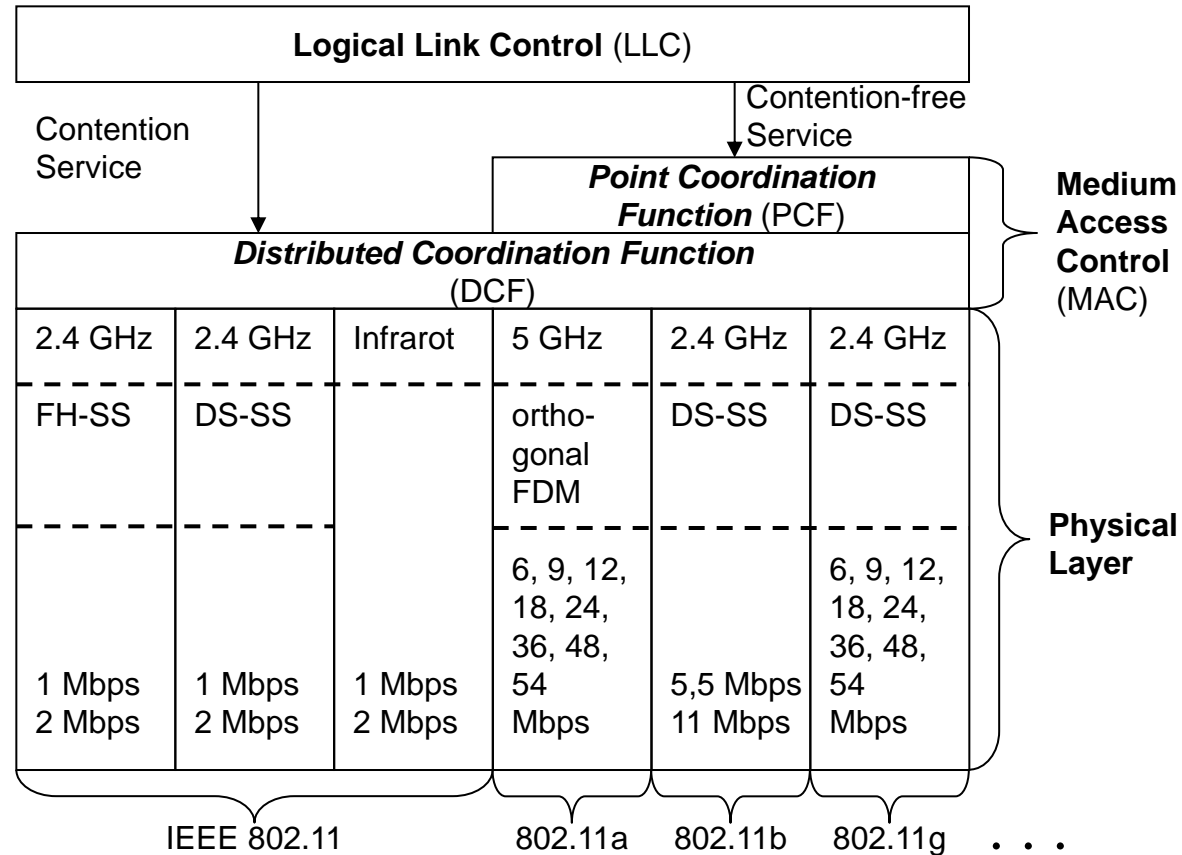 Logical Link Control (LLC)
Contention
Service
Contention-free
Service
Point Coordination
Function (PCF)
Distributed Coordination Function
(DCF)
Medium
Access
Control
(MAC)
2.4 GHz
FH-SS
1 Mbps
2 Mbps
2.4 GHz
DS-SS
1 Mbps
2 Mbps
Infrarot
1 Mbps
2 Mbps
5 GHz
ortho-
gonal
FDM
6, 9, 12,
18, 24,
36, 48,
54
Mbps
2.4 GHz
DS-SS
5,5 Mbps
11 Mbps
2.4 GHz
DS-SS
6, 9, 12,
18, 24,
36, 48,
54
Mbps
Physical
Layer
IEEE 802.11
802.11a
802.11b
802.11g
. . .